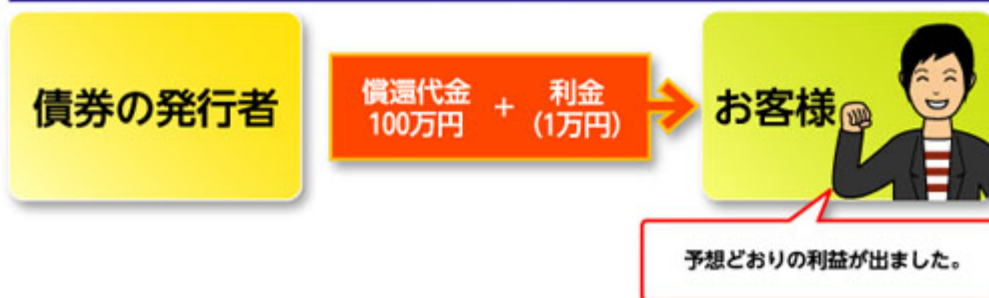 債券の発行者
償還代金 + 利金
100万円 (1万円)
お客様
予想どおりの利益が出ました。